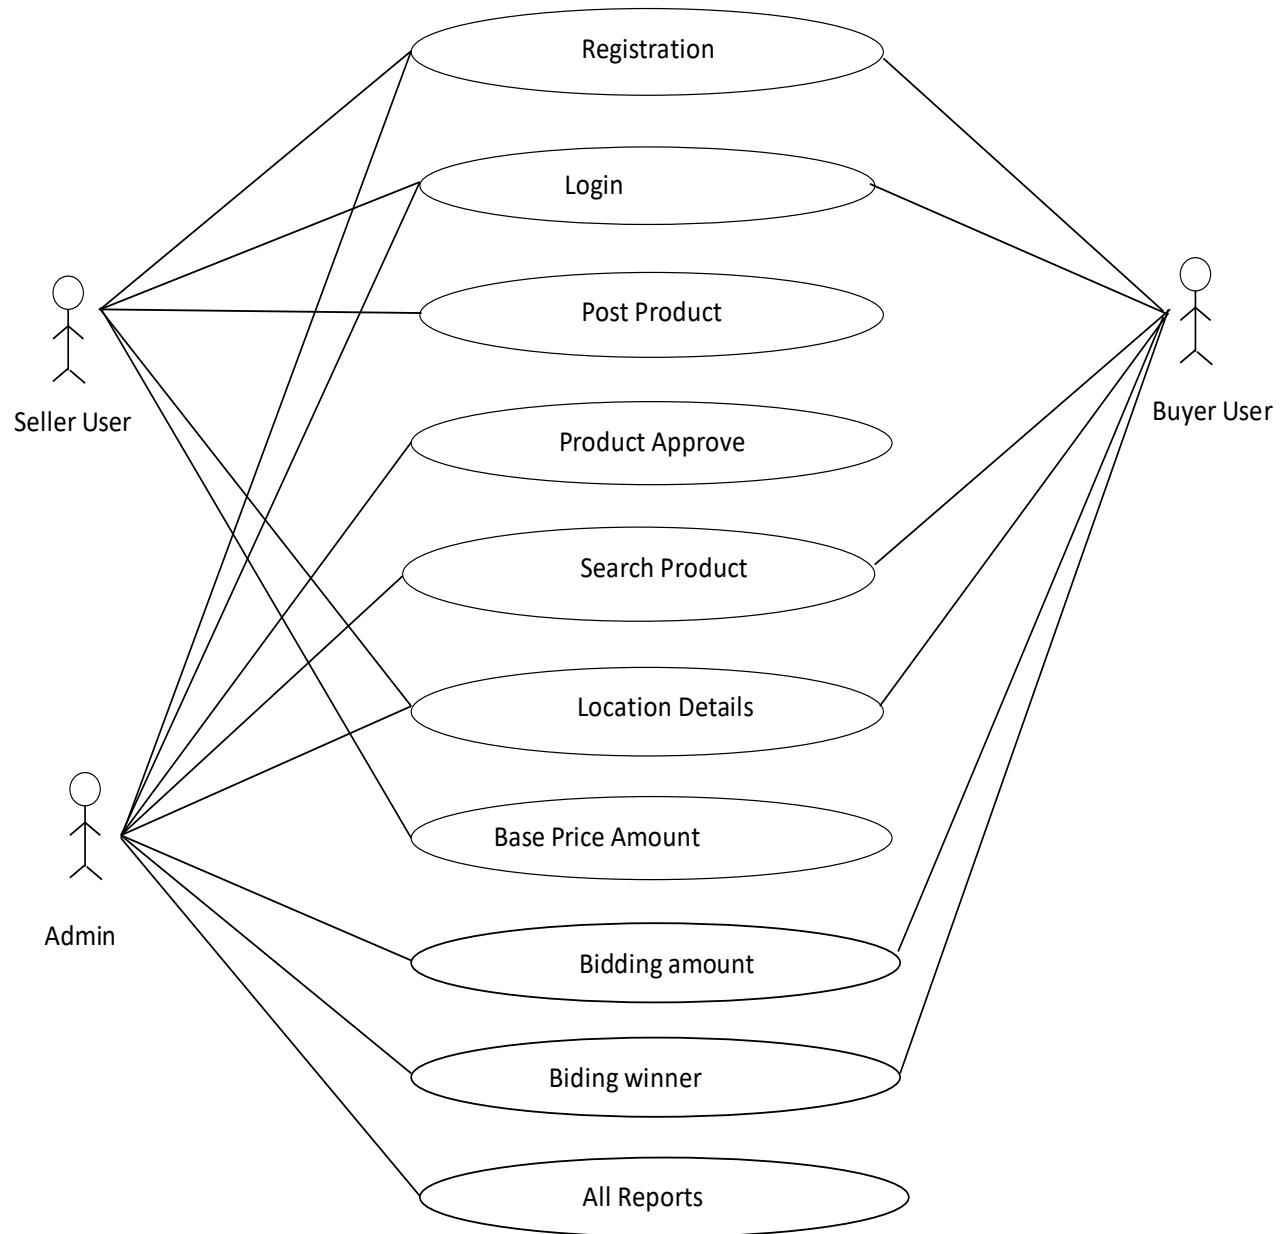 Registration
Login
Post Product
Seller User
Buyer User
Product Approve
Search Product
Location Details
Base Price Amount
Admin
Bidding amount
Biding winner
All Reports